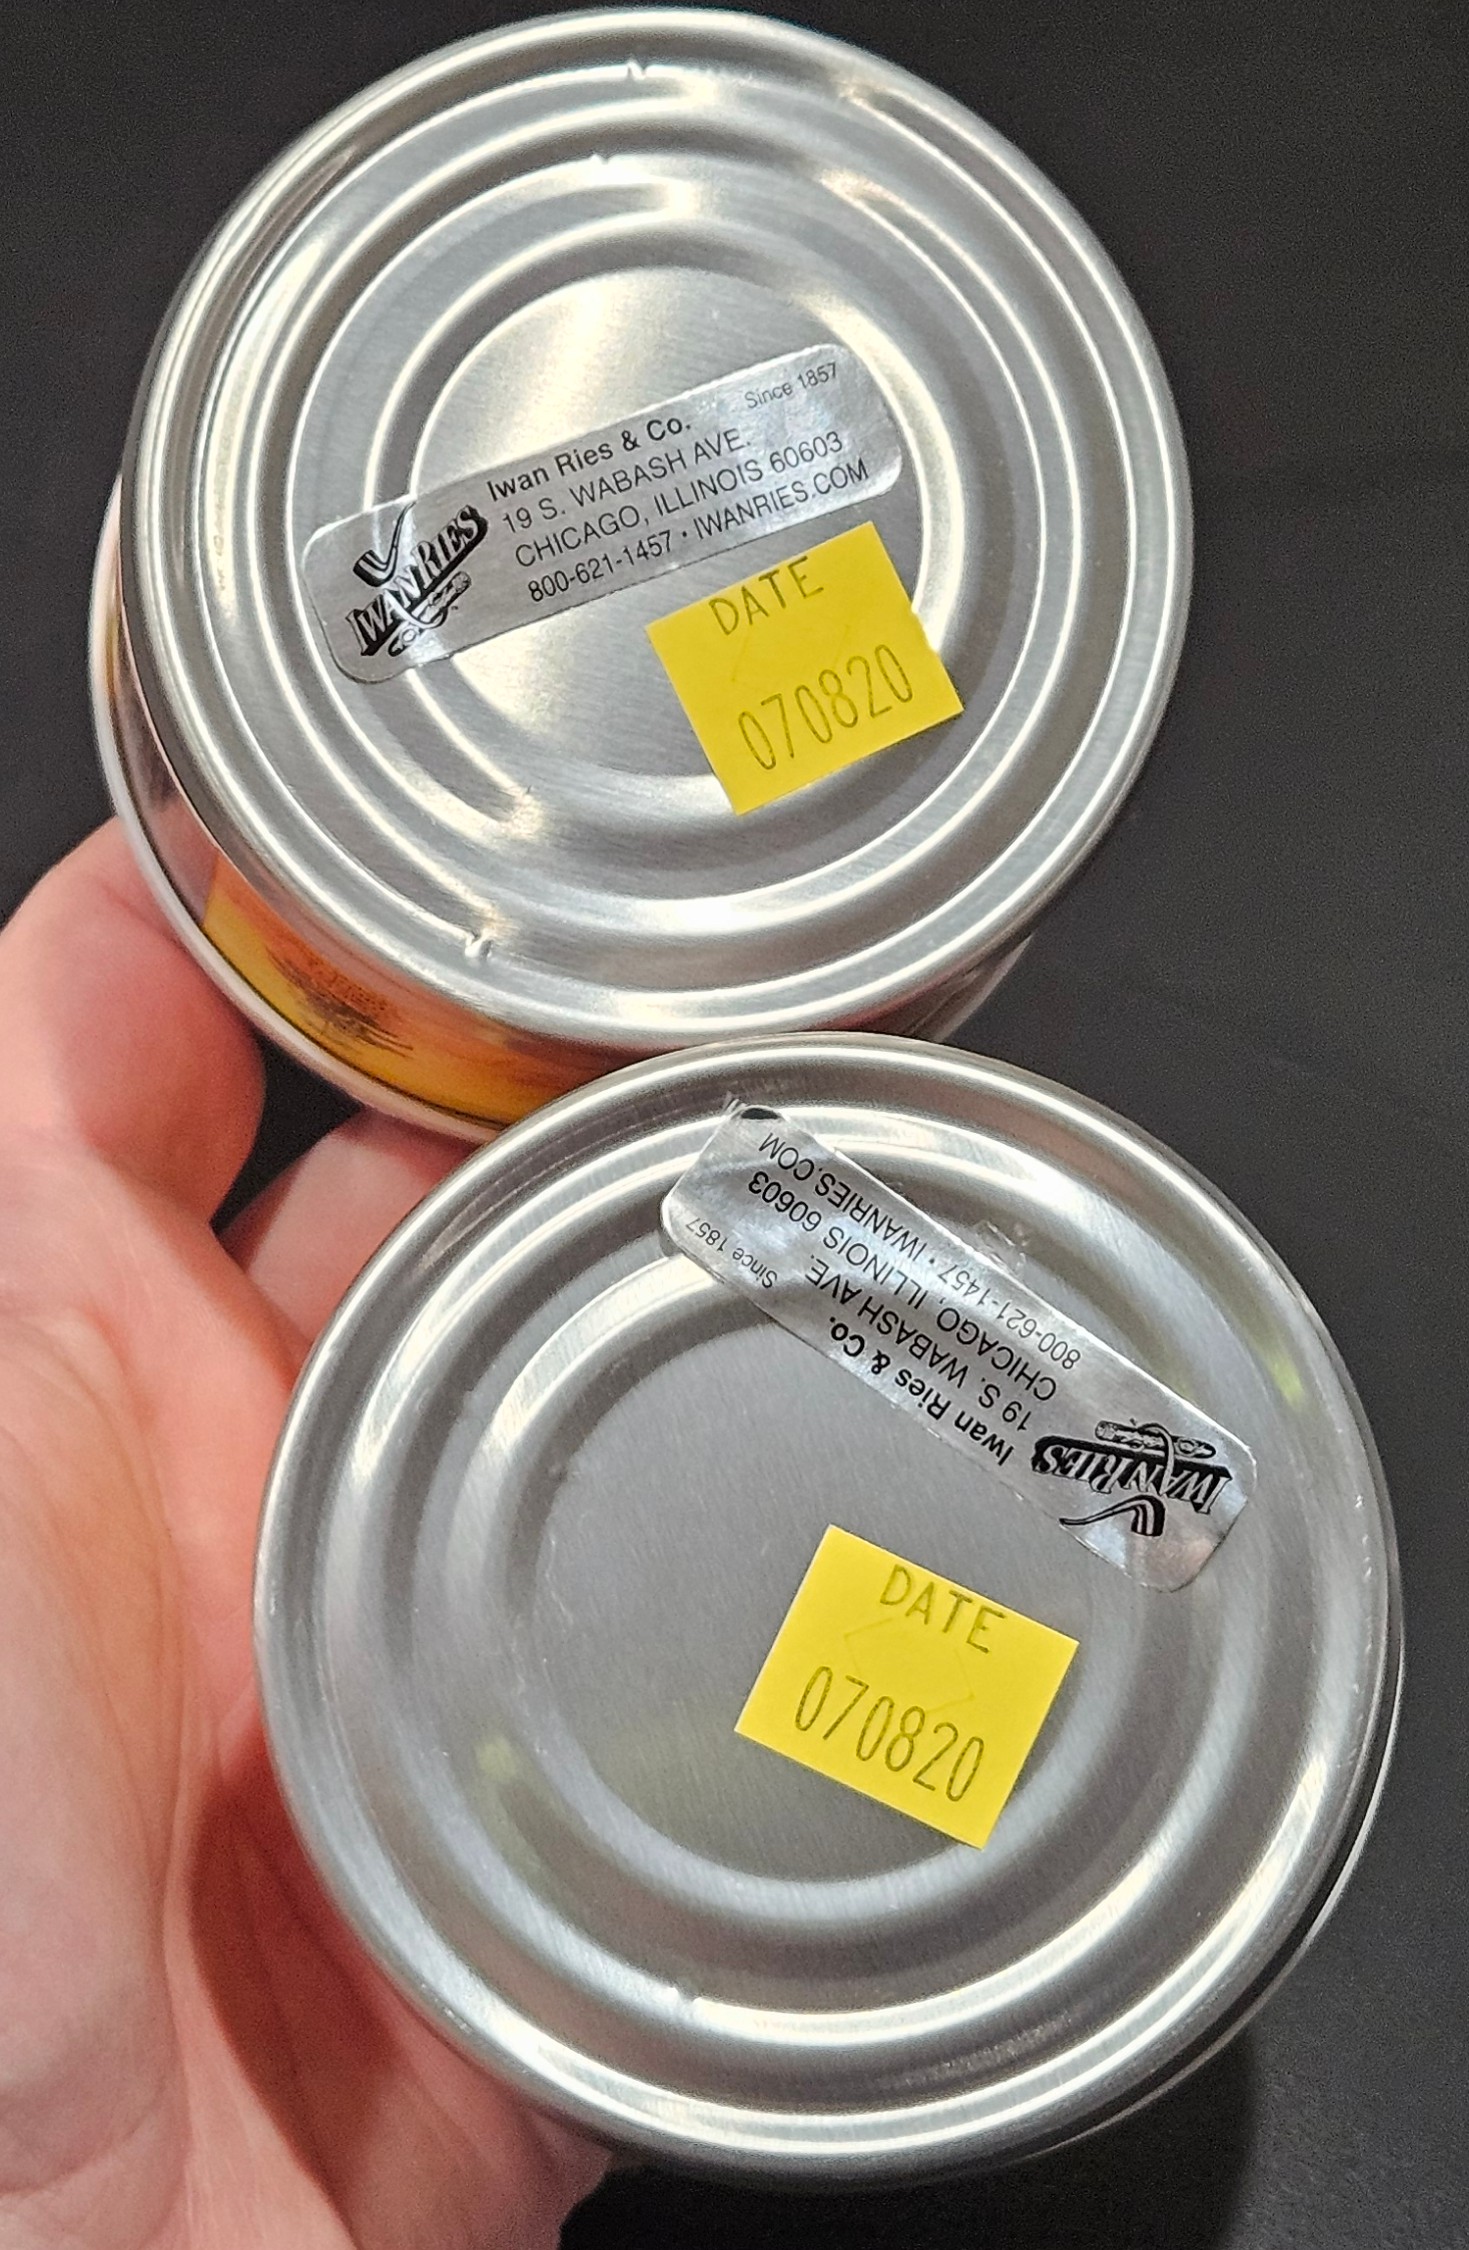 Since 1857
Iwan Ries & Co.
19 S. WABASH AVE.
CHICAGO, ILLINOIS 60603
800-621-1457 • IWANRIES.COM
IWAN RIES
DATE
070820
Since 1857
Iwan Ries & Co.
19 S. WABASH AVE.
CHICAGO, ILLINOIS 60603
800-621-1457 • IWANRIES.COM
IWAN RIES
DATE
070820